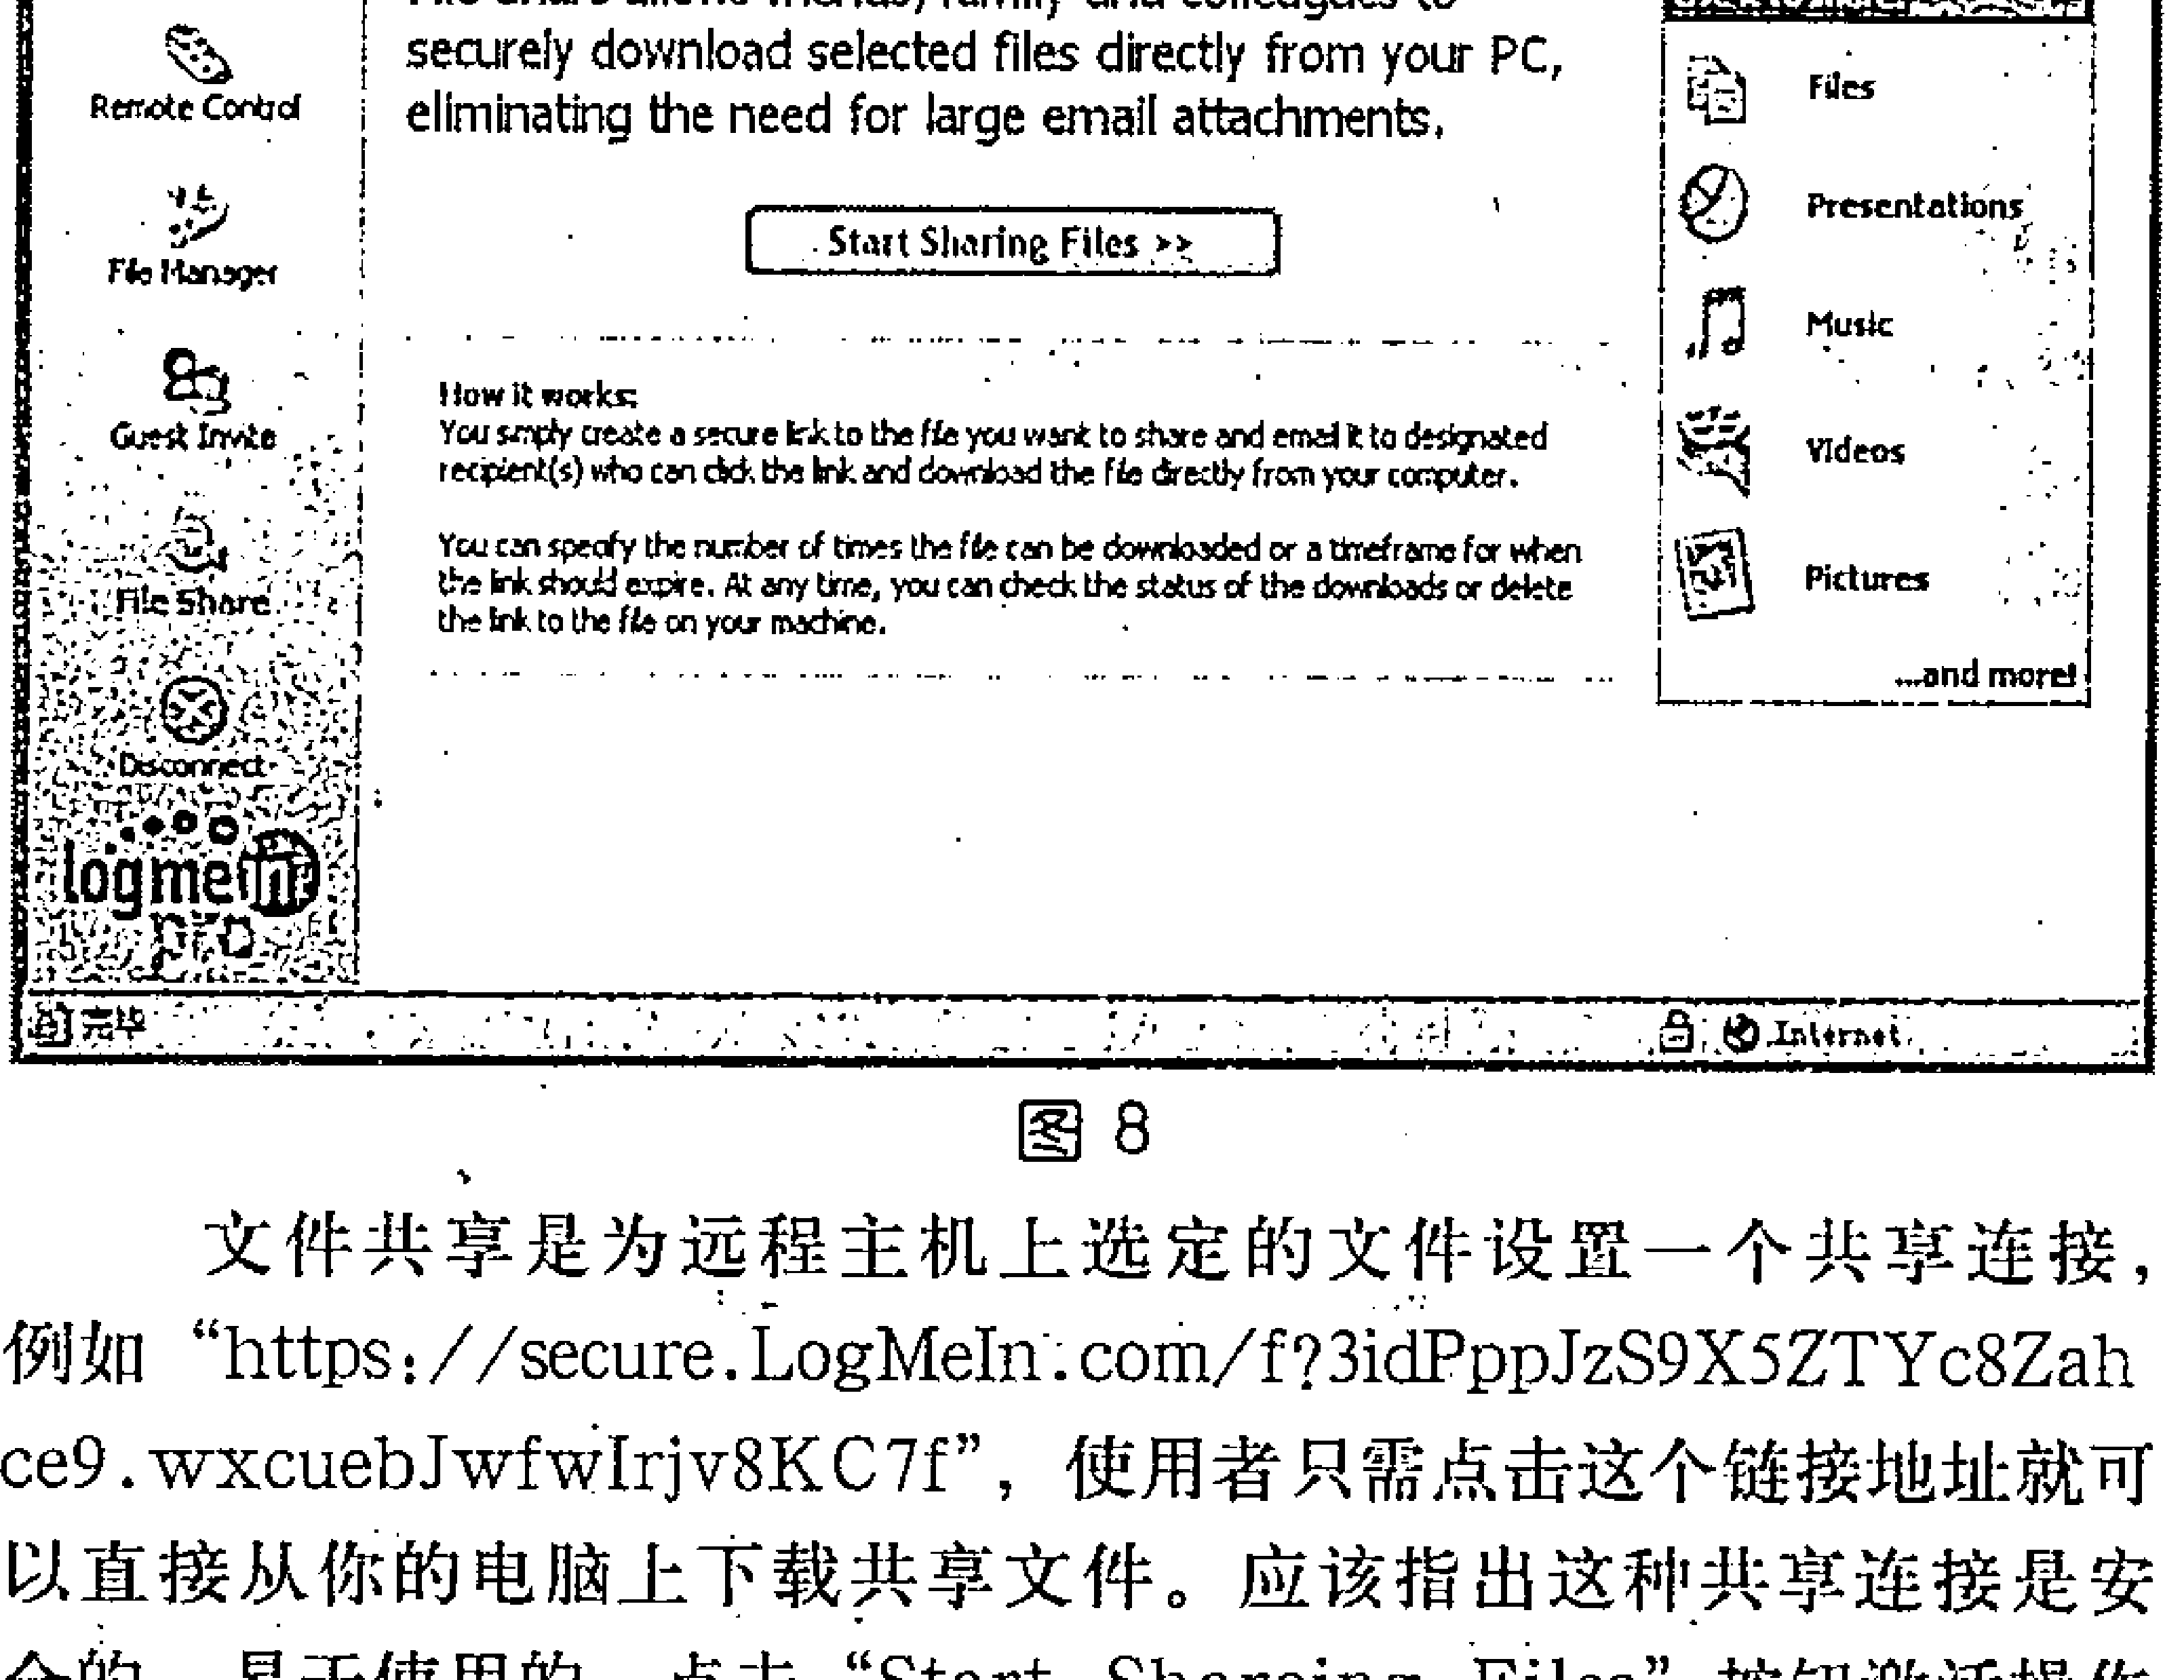 securely download selected files directly from your PC,
eliminating the need for large email attachments.
Start Sharing Files >>
How it works:
You simply create a secure link to the file you want to share and email it to designated
recipient(s) who can click the link and download the file directly from your computer.
You can specify the number of times the file can be downloaded or a timeframe for when
the link should expire. At any time, you can check the status of the downloads or delete
the link to the file on your machine.
Remote Control
File Manager
Guest Invite
File Share
Disconnect
logmein
pro
Files
Presentations
Music
Videos
Pictures
...and more!
完毕
Internet
图 8
文件共享是为远程主机上选定的文件设置一个共享连接,
例如 “https://secure.LogMeIn.com/f?3idPppJzS9X5ZTYc8Zah
ce9.wxcuebJwfwIrjv8KC7f”, 使用者只需点击这个链接地址就可
以直接从你的电脑上下载共享文件。应该指出这种共享连接是安